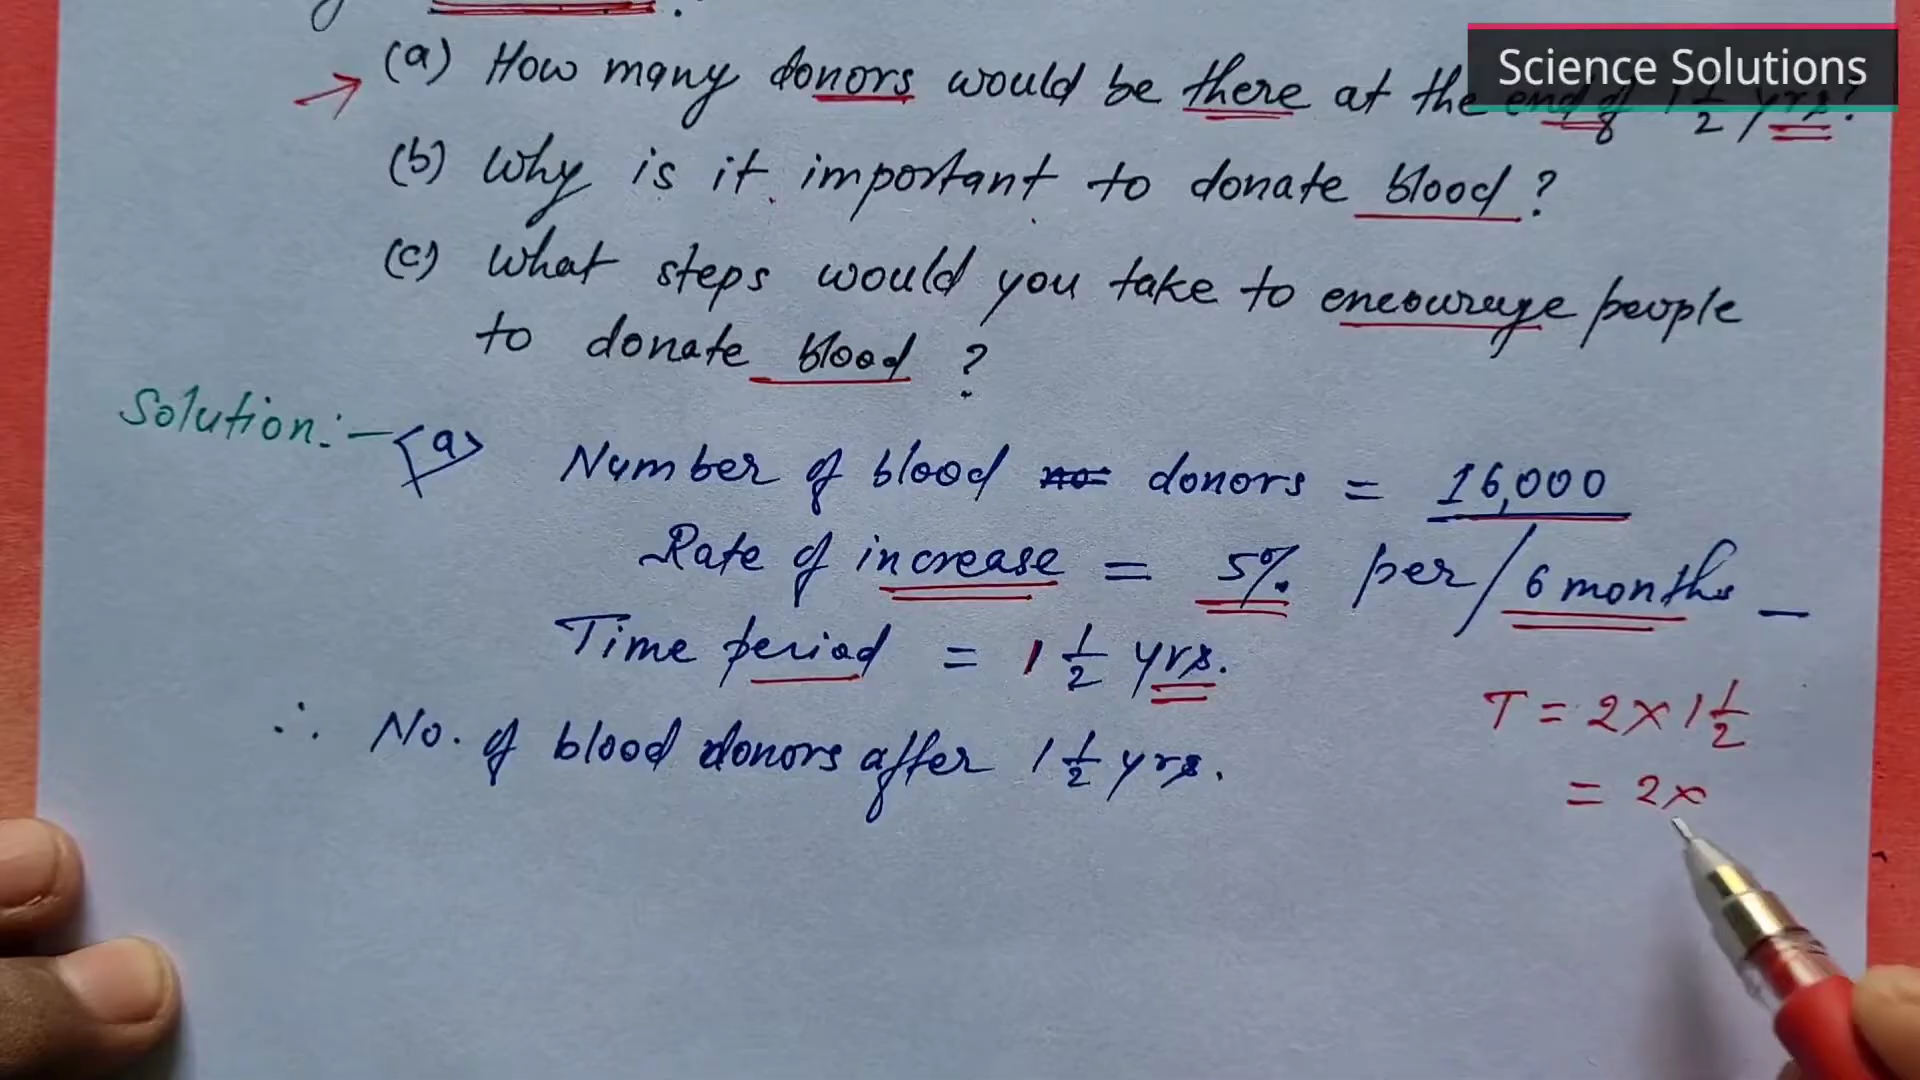 Science Solutions
(a) How many donors would be there at the end of 1 1/2 yrs?
(b) Why is it important to donate blood?
(c) What steps would you take to encourage people
to donate blood ?
Solution:- (a) Number of blood donors = 16,000
Rate of increase = 5% per/6 months
Time period = 1 1/2 yrs.
T = 2 x 1 1/2
∴ No. of blood donors after 1 1/2 yrs.
= 2x